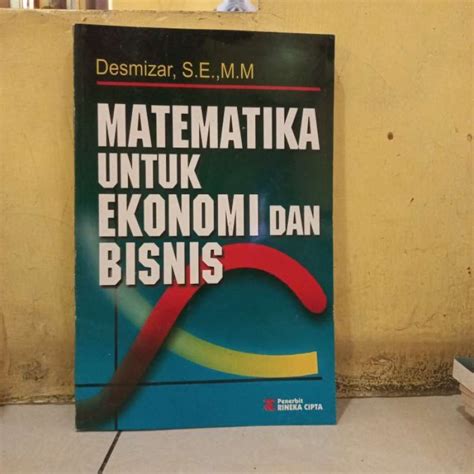 Desmizar, S.E.,M.M
MATEMATIKA
UNTUK
EKONOMI DAN
BISNIS
Penerbit
RINEKA CIPTA